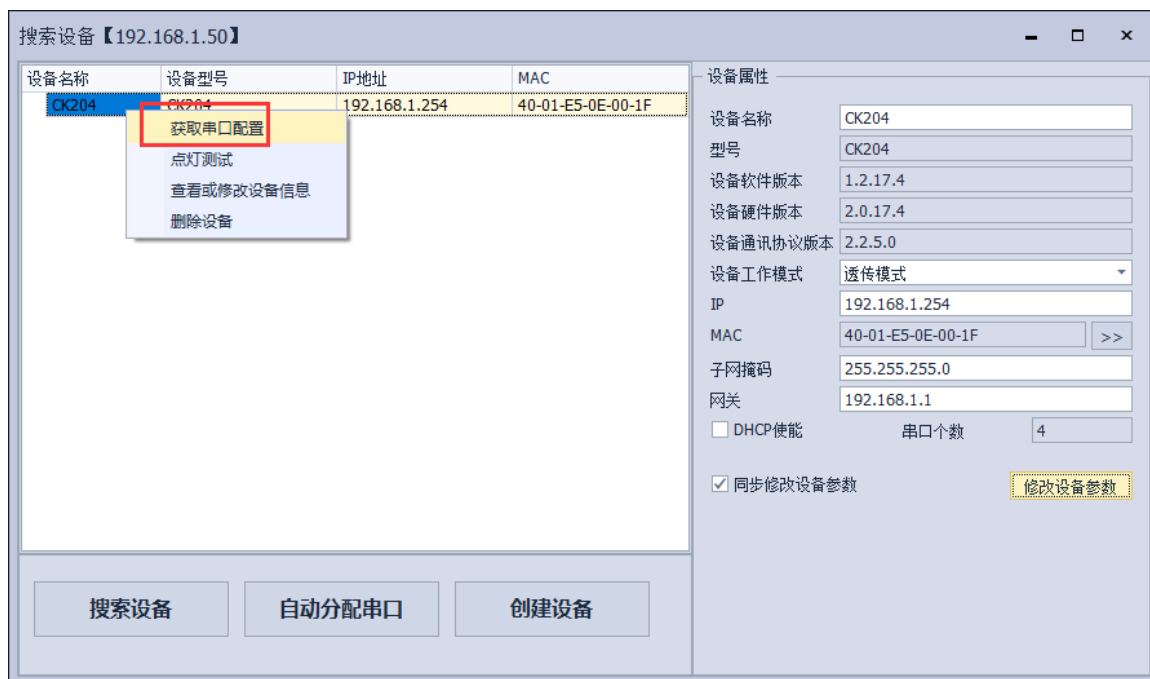 搜索设备【192.168.1.50】
设备名称 设备型号 IP地址 MAC
CK204 CK204 192.168.1.254 40-01-E5-0E-00-1F
获取串口配置
点灯测试
查看或修改设备信息
删除设备
搜索设备 自动分配串口 创建设备
设备属性
设备名称 CK204
型号 CK204
设备软件版本 1.2.17.4
设备硬件版本 2.0.17.4
设备通讯协议版本 2.2.5.0
设备工作模式 透传模式
IP 192.168.1.254
MAC 40-01-E5-0E-00-1F >>
子网掩码 255.255.255.0
网关 192.168.1.1
DHCP使能 串口个数 4
同步修改设备参数 修改设备参数